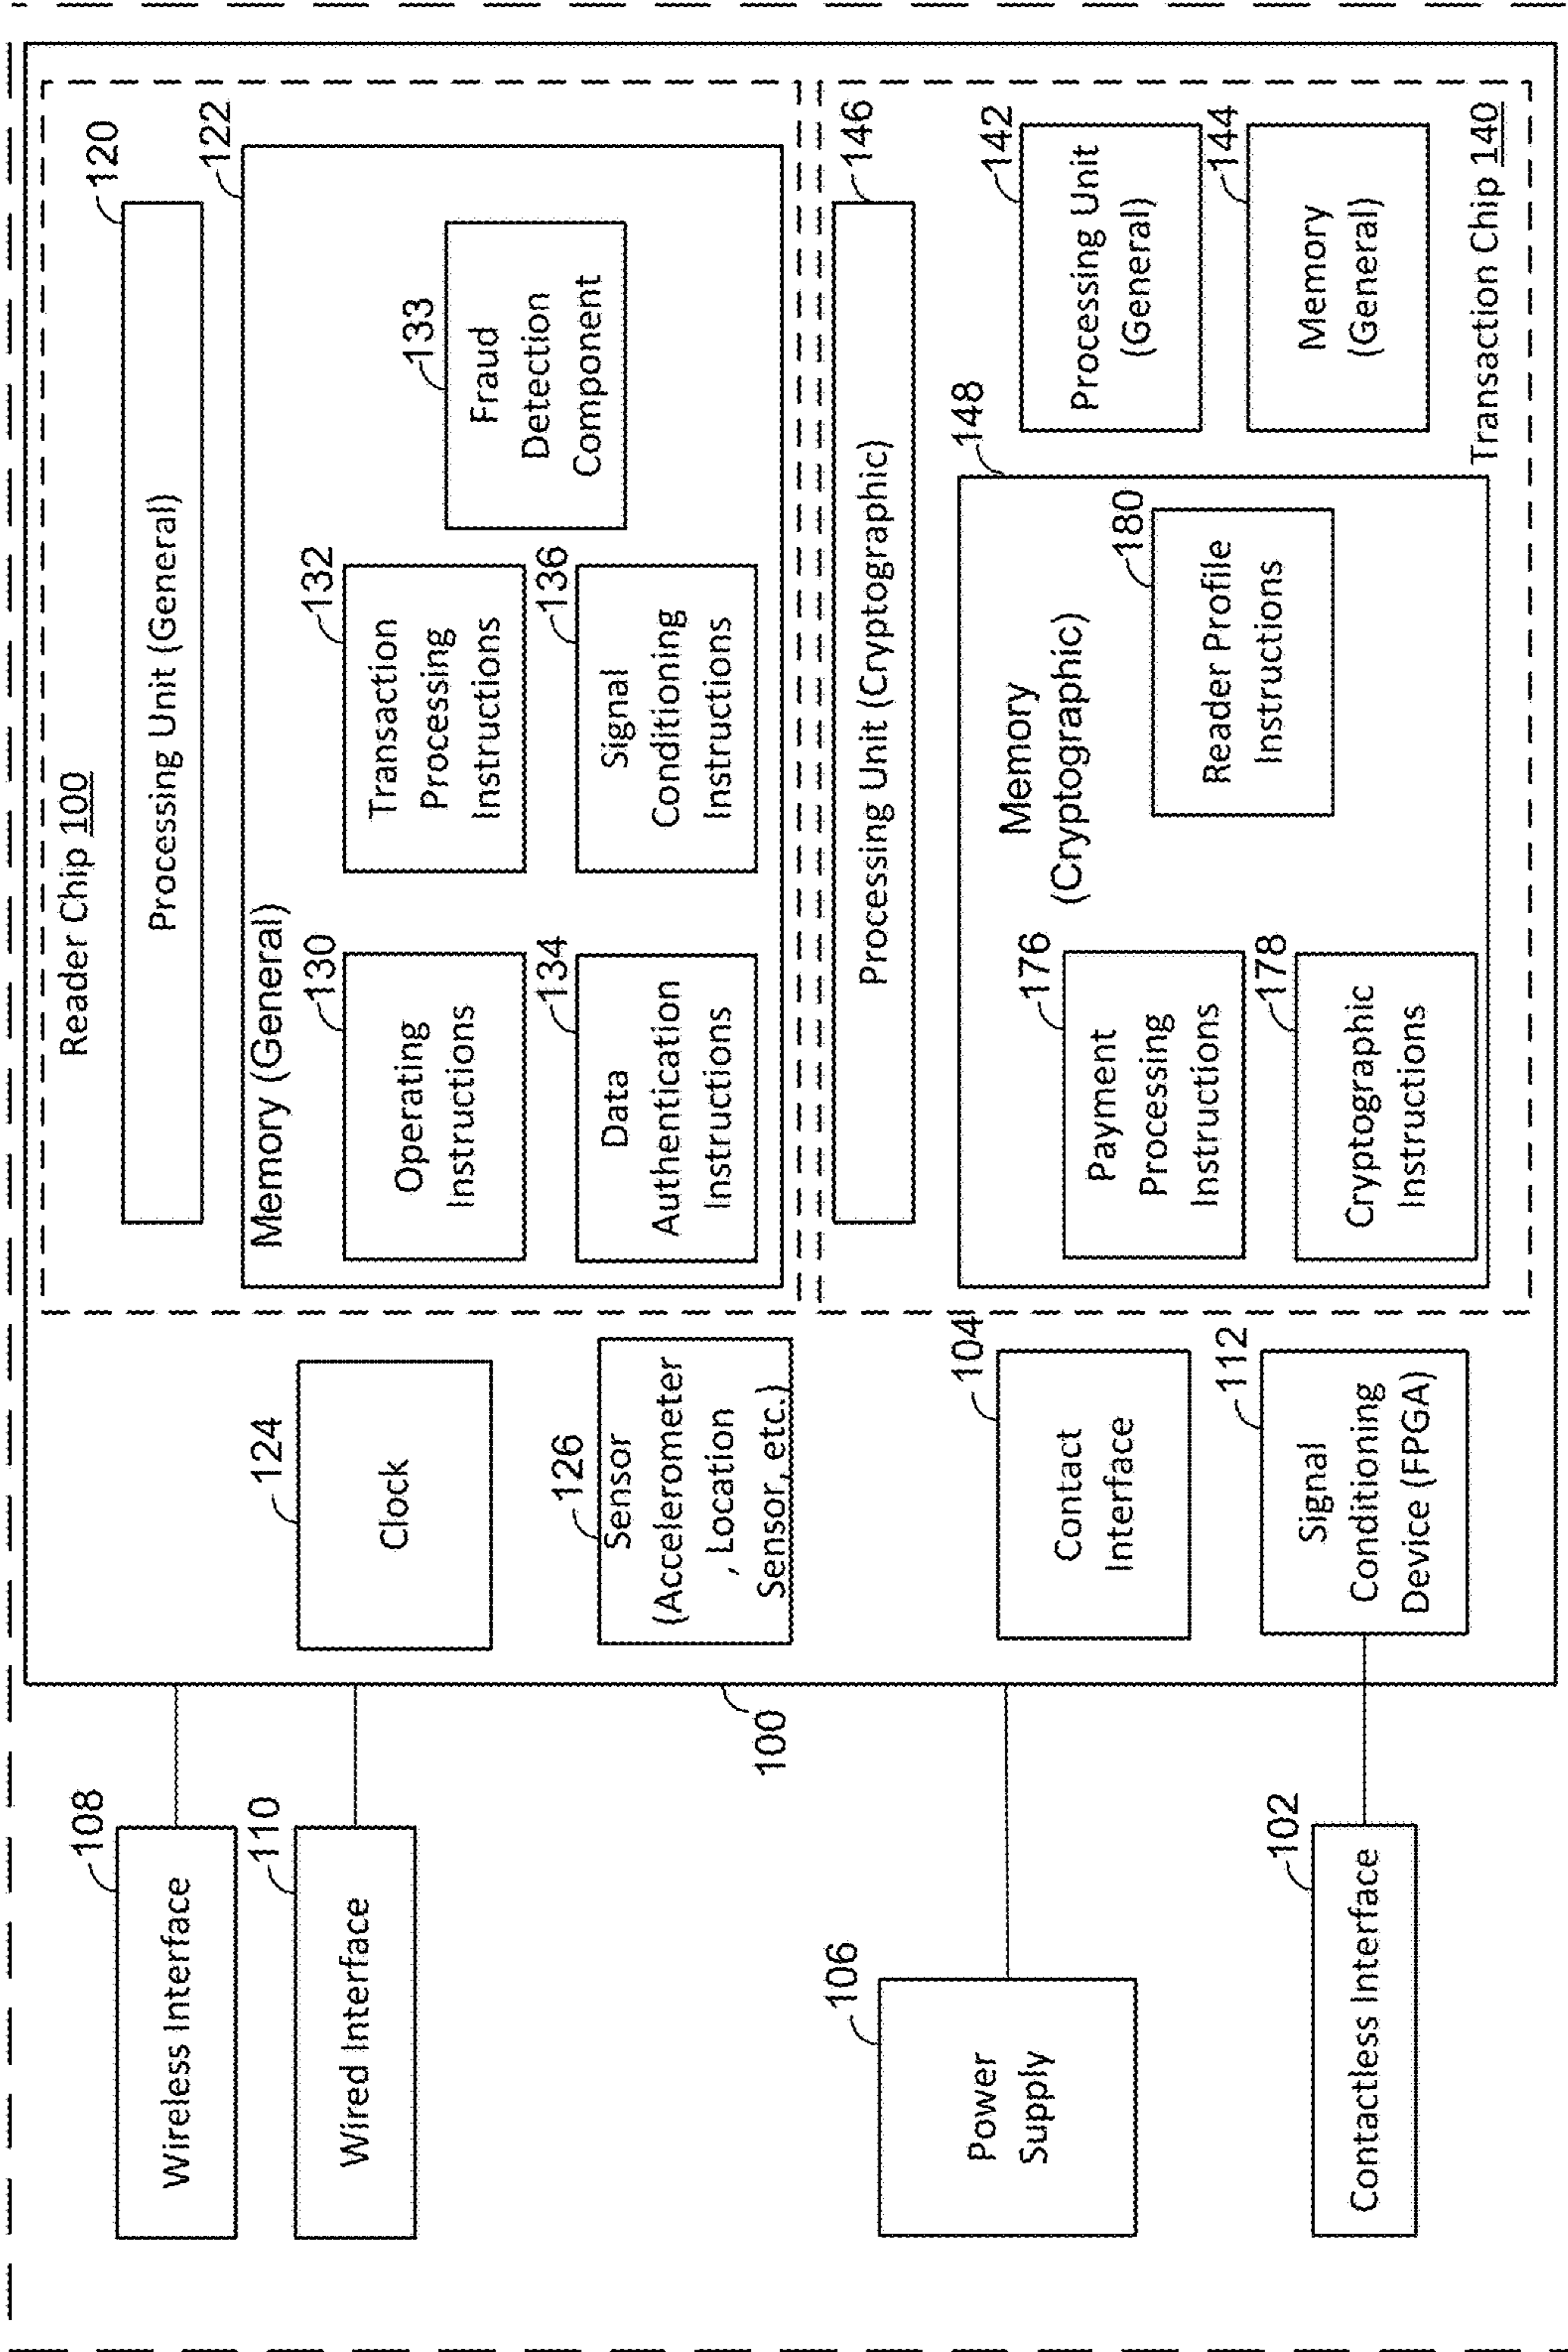 108
Wireless Interface
110
Wired Interface
106
Power
Supply
102
Contactless Interface
100
124
Clock
126
Sensor
(Accelerometer
, Location
Sensor, etc.)
104
Contact
Interface
112
Signal
Conditioning
Device (FPGA)
Reader Chip 100
120
Processing Unit (General)
122
Memory (General)
130
Operating
Instructions
132
Transaction
Processing
Instructions
133
Fraud
Detection
Component
134
Data
Authentication
Instructions
136
Signal
Conditioning
Instructions
146
Processing Unit (Cryptographic)
148
Memory
(Cryptographic)
176
Payment
Processing
Instructions
178
Cryptographic
Instructions
180
Reader Profile
Instructions
142
Processing Unit
(General)
144
Memory
(General)
Transaction Chip 140